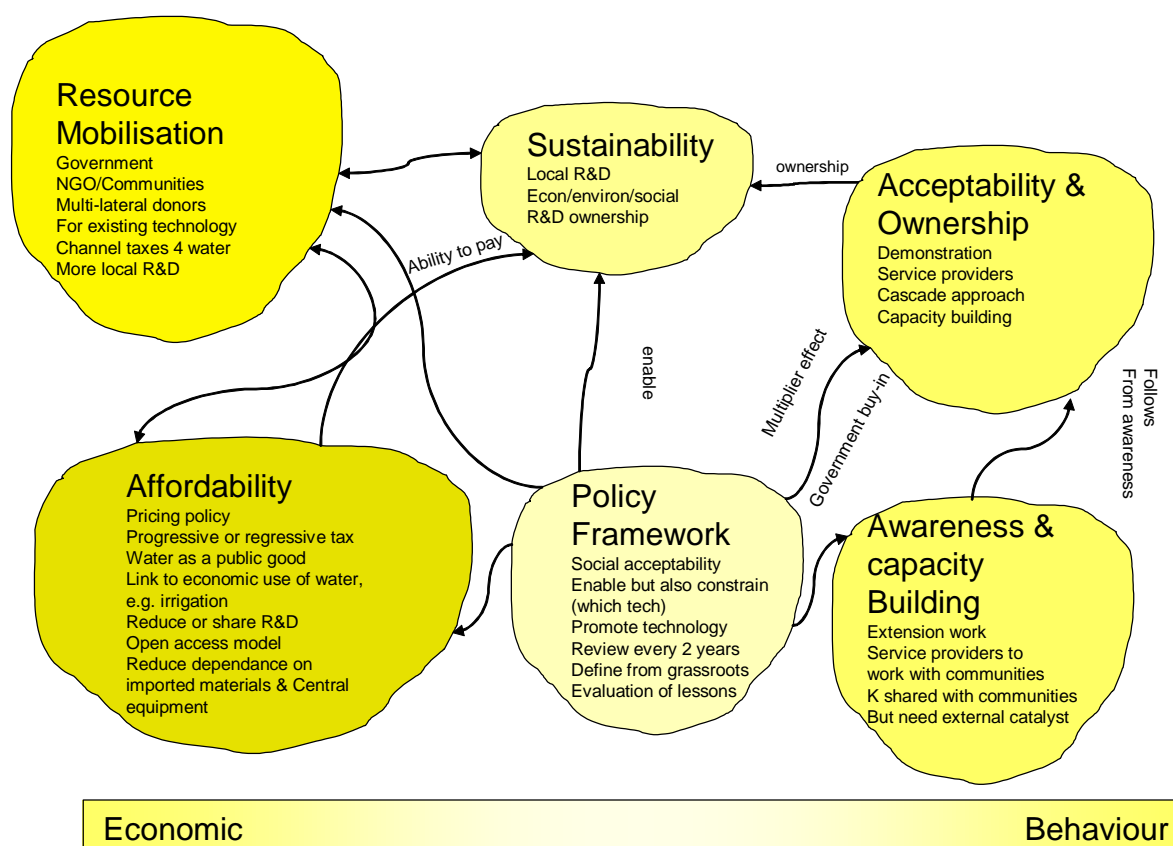 Resource
Mobilisation
Government
NGO/Communities
Multi-lateral donors
For existing technology
Channel taxes 4 water
More local R&D
Sustainability
Local R&D
Econ/environ/social
R&D ownership
ownership
Acceptability &
Ownership
Demonstration
Service providers
Cascade approach
Capacity building
Ability to pay
enable
Multiplier effect
Government buy-in
Follows
From awareness
Affordability
Pricing policy
Progressive or regressive tax
Water as a public good
Link to economic use of water,
e.g. irrigation
Reduce or share R&D
Open access model
Reduce dependance on
imported materials & Central
equipment
Policy
Framework
Social acceptability
Enable but also constrain
(which tech)
Promote technology
Review every 2 years
Define from grassroots
Evaluation of lessons
Awareness &
capacity
Building
Extension work
Service providers to
work with communities
K shared with communities
But need external catalyst
Economic
Behaviour